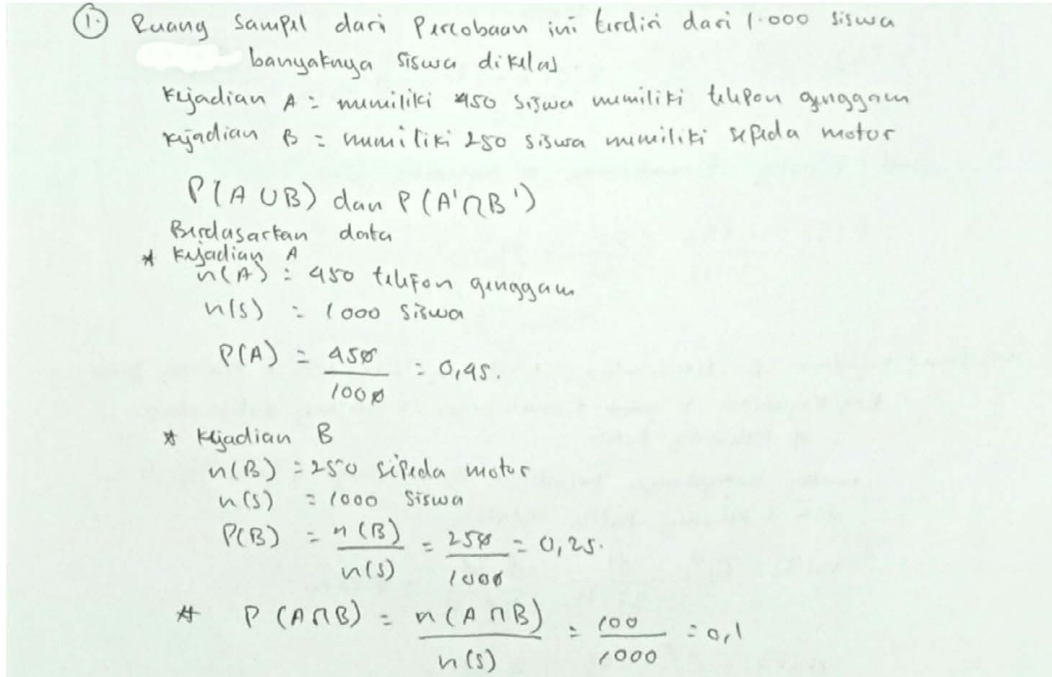 1. Ruang sampel dari Percobaan ini terdiri dari 1.000 siswa
banyaknya siswa dikelas
Kejadian A = memiliki 450 siswa memiliki telepon genggam
Kejadian B = memiliki 250 siswa memiliki sepeda motor
P(A ∪ B) dan P(A' ∩ B')
Berdasarkan data
* Kejadian A
n(A) = 450 telefon genggam
n(S) = 1000 siswa
P(A) = 450/1000 = 0,45.
* Kejadian B
n(B) = 250 sepeda motor
n(S) = 1000 siswa
P(B) = n(B)/n(S) = 250/1000 = 0,25.
* P(A ∩ B) = n(A ∩ B)/n(S) = 100/1000 = 0,1